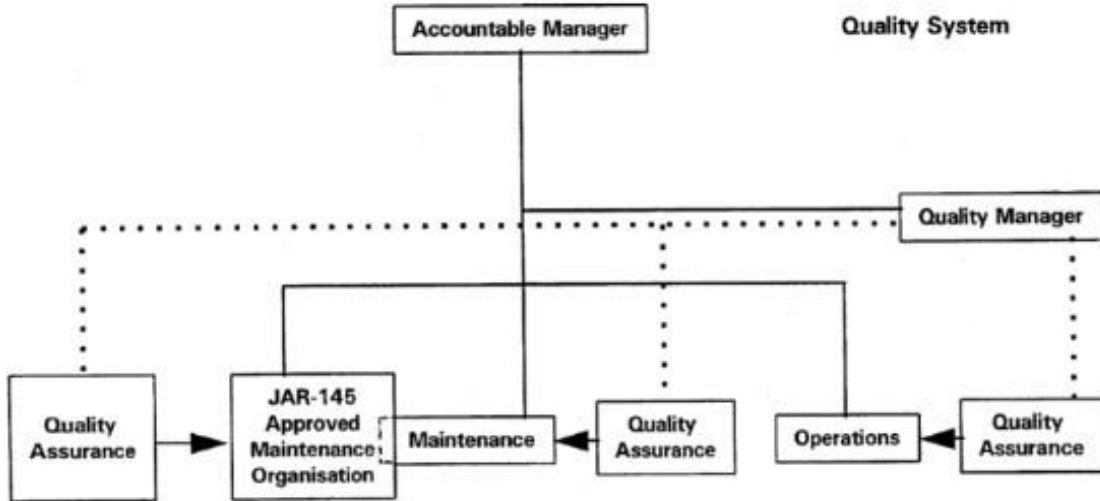 Accountable Manager
Quality System
Quality Manager
Quality
Assurance
JAR-145
Approved
Maintenance
Organisation
Maintenance
Quality
Assurance
Operations
Quality
Assurance